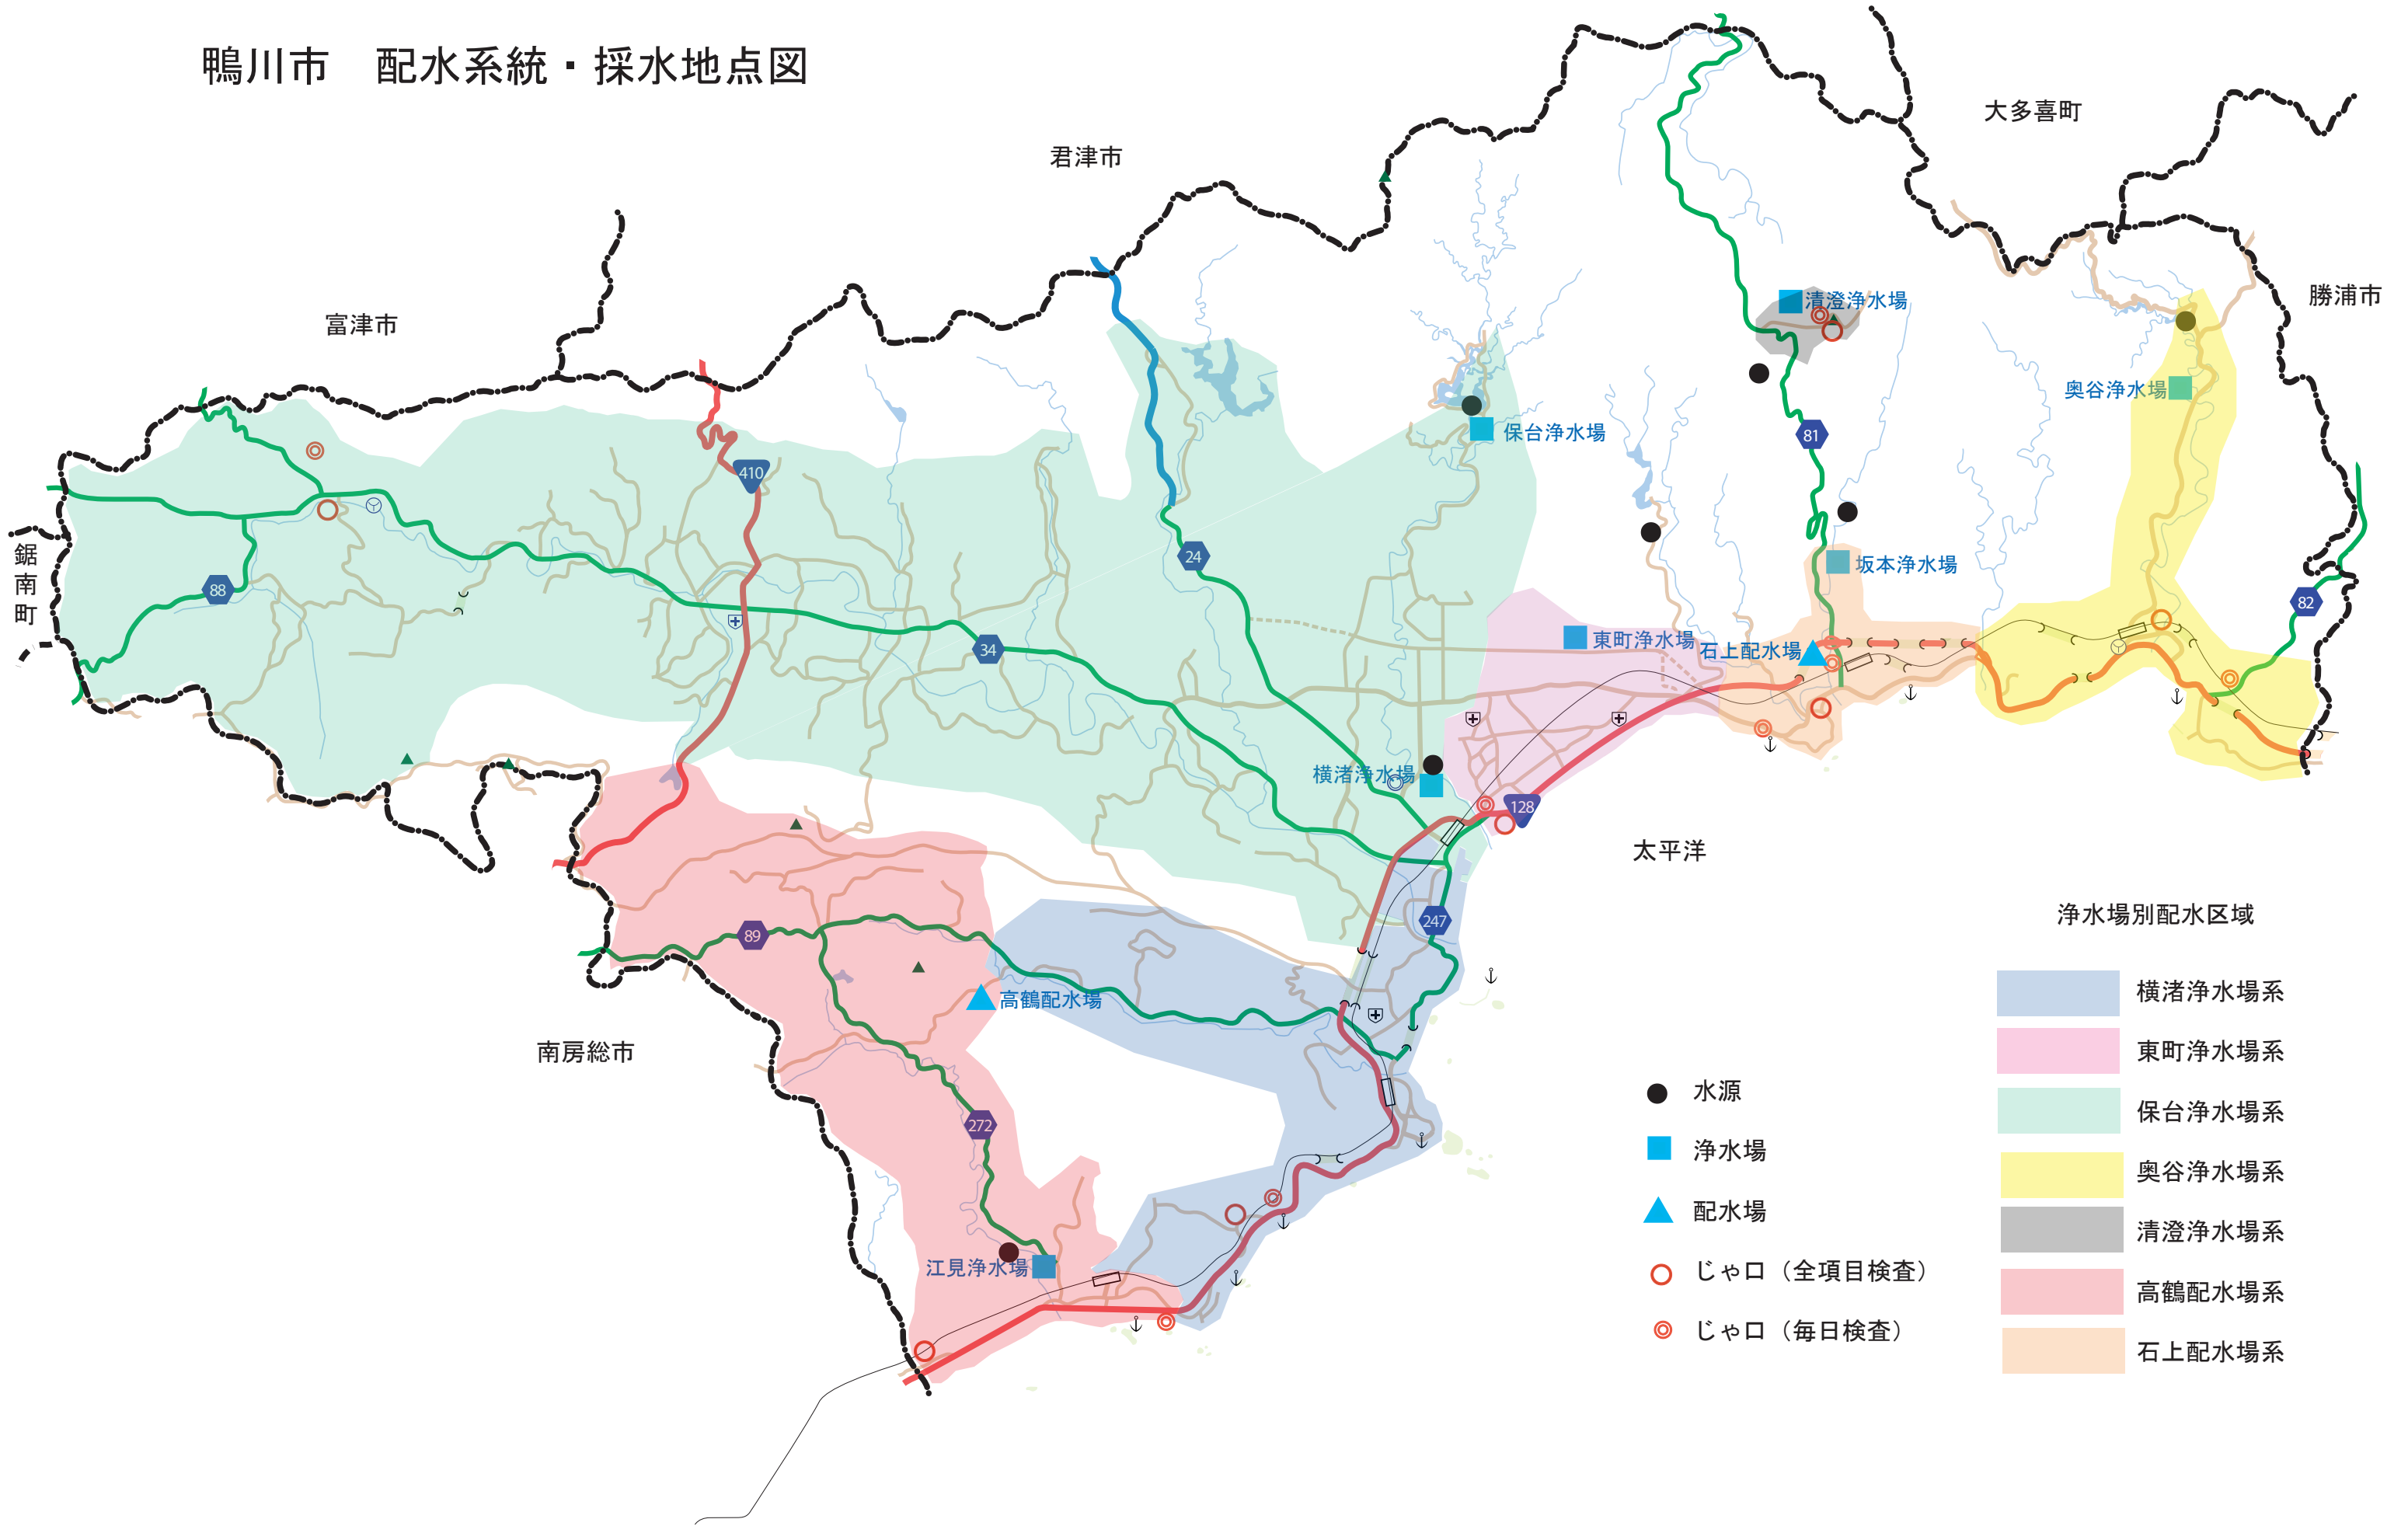 鴨川市　配水系統・採水地点図
大多喜町
君津市
勝浦市
富津市
清澄浄水場
奥谷浄水場
保台浄水場
81
410
24
鋸南町
坂本浄水場
88
82
東町浄水場
石上配水場
34
横渚浄水場
128
太平洋
247
89
高鶴配水場
南房総市
272
江見浄水場
浄水場別配水区域
横渚浄水場系
東町浄水場系
保台浄水場系
奥谷浄水場系
清澄浄水場系
高鶴配水場系
石上配水場系
水源
浄水場
配水場
じゃ口（全項目検査）
じゃ口（毎日検査）